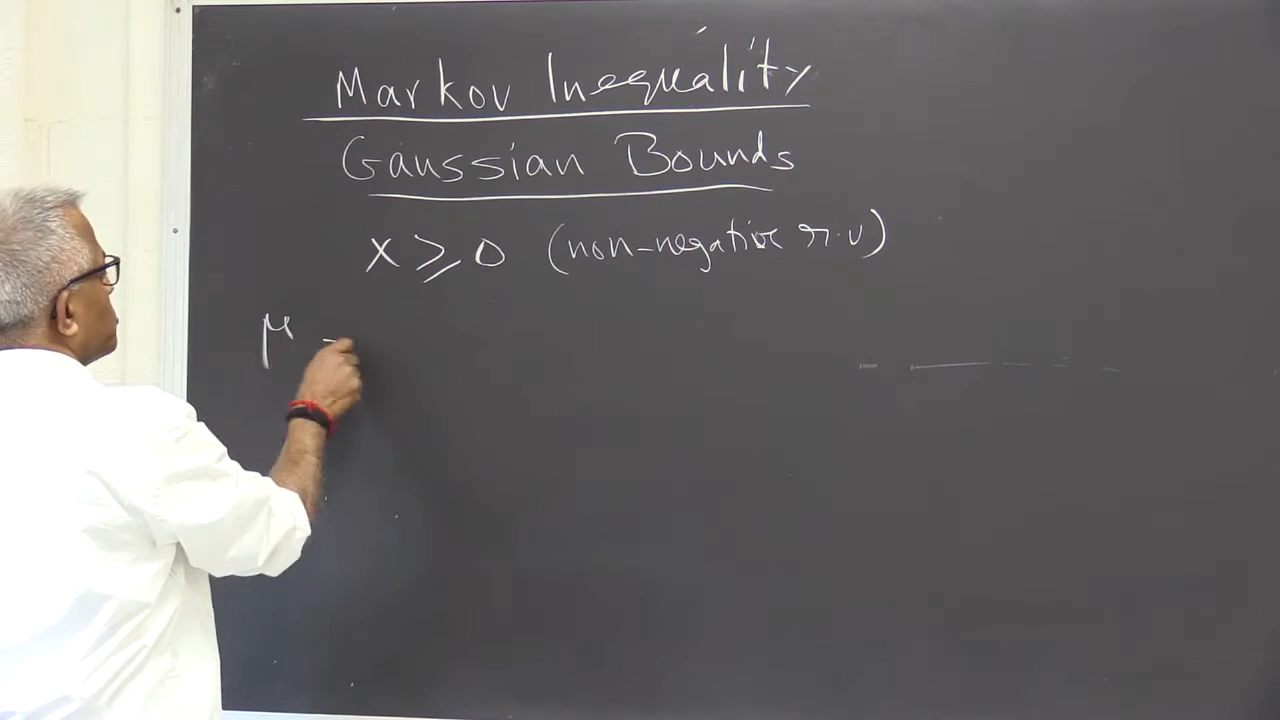 Markov Inequality
Gaussian Bounds
x ⩾ 0 (non-negative r.v)
μ -